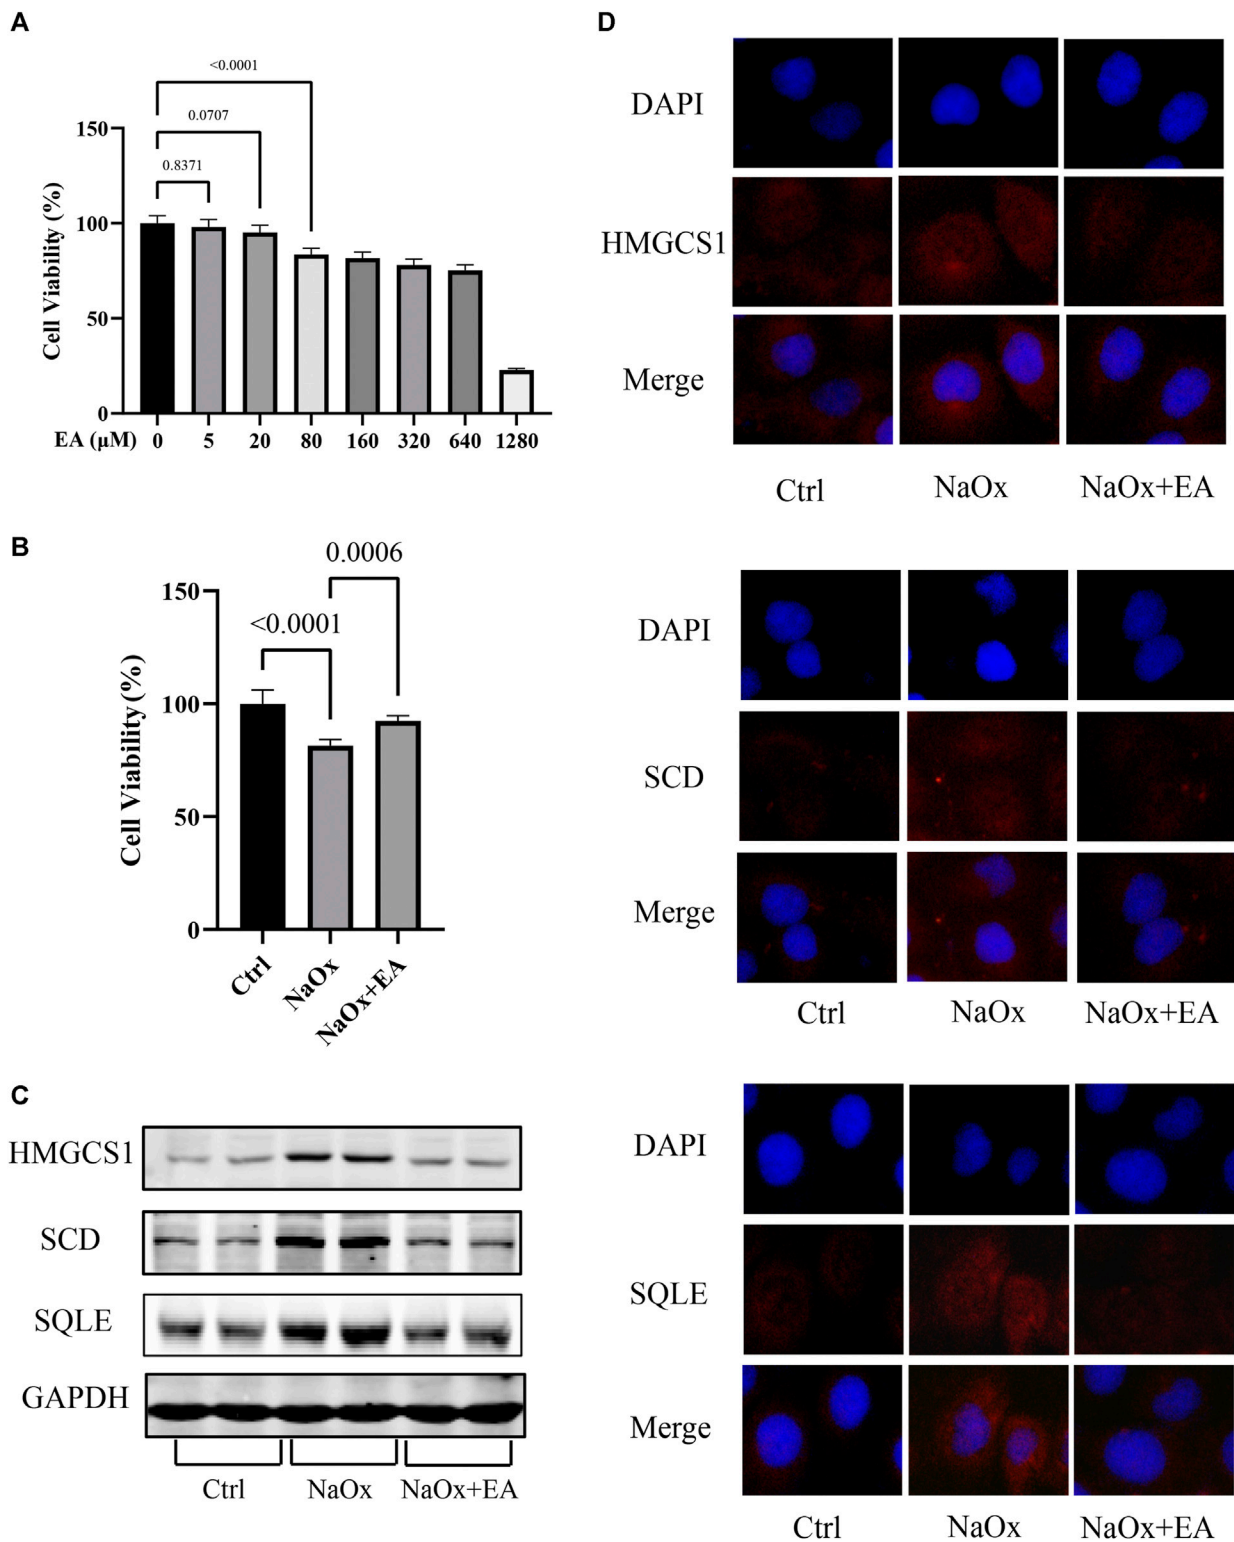 A
<0.0001
0.0707
0.8371
150
100
50
0
Cell Viability (%)
EA (μM) 0 5 20 80 160 320 640 1280
B
0.0006
<0.0001
150
100
50
0
Cell Viability (%)
Ctrl
NaOx
NaOx+EA
C
HMGCS1
SCD
SQLE
GAPDH
Ctrl NaOx NaOx+EA
D
DAPI
HMGCS1
Merge
Ctrl NaOx NaOx+EA
DAPI
SCD
Merge
Ctrl NaOx NaOx+EA
DAPI
SQLE
Merge
Ctrl NaOx NaOx+EA